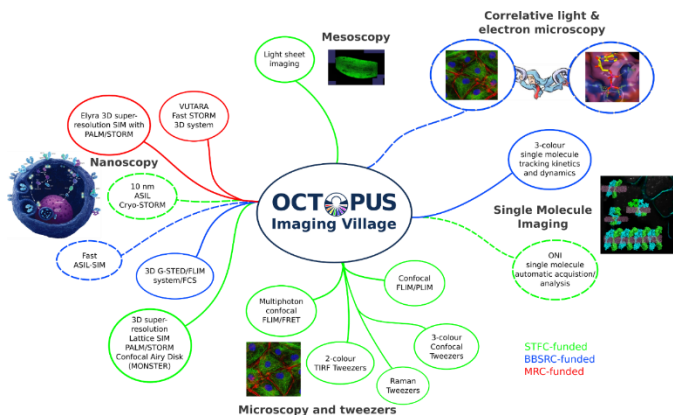 Correlative light &
electron microscopy
Mesoscopy
Light sheet
imaging
Elyra 3D super-
resolution SIM with
PALM/STORM
VUTARA
Fast STORM
3D system
Nanoscopy
10 nm
ASIL
Cryo-STORM
Fast
ASIL-SIM
3D G-STED/FLIM
system/FCS
3D super-
resolution
Lattice SIM
PALM/STORM
Confocal Airy Disk
(MONSTER)
OCTOPUS
Imaging Village
3-colour
single molecule
tracking kinetics
and dynamics
Single Molecule
Imaging
ONI
single molecule
automatic acquistion/
analysis
Multiphoton
confocal
FLIM/FRET
2-colour
TIRF Tweezers
Raman
Tweezers
3-colour
Confocal
Tweezers
Confocal
FLIM/PLIM
Microscopy and tweezers
STFC-funded
BBSRC-funded
MRC-funded